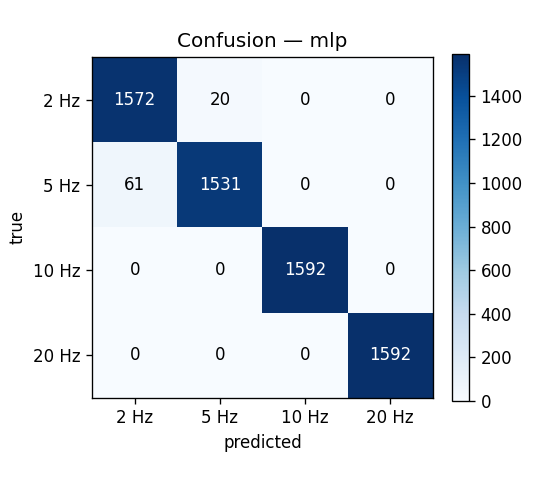 Confusion — mlp
2 Hz 1572 20 0 0
5 Hz 61 1531 0 0
10 Hz 0 0 1592 0
20 Hz 0 0 0 1592
2 Hz 5 Hz 10 Hz 20 Hz
predicted
true
1400
1200
1000
800
600
400
200
0